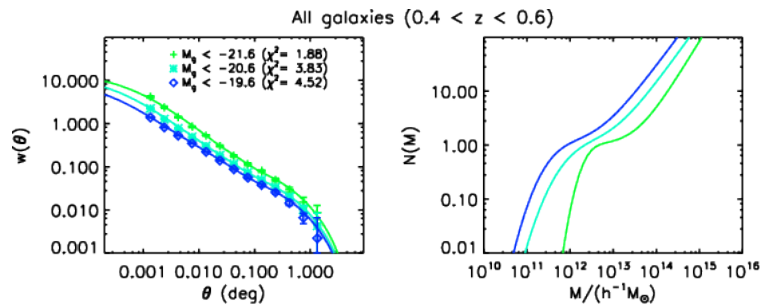 All galaxies (0.4 < z < 0.6)
M_g < -21.6 (χ²= 1.88)
M_g < -20.6 (χ²= 3.83)
M_g < -19.6 (χ²= 4.52)
10.000
1.000
0.100
0.010
0.001
w(θ)
0.001 0.010 0.100 1.000
θ (deg)
10.00
1.00
0.10
0.01
N(M)
10^10 10^11 10^12 10^13 10^14 10^15 10^16
M/(h^-1M_⊙)